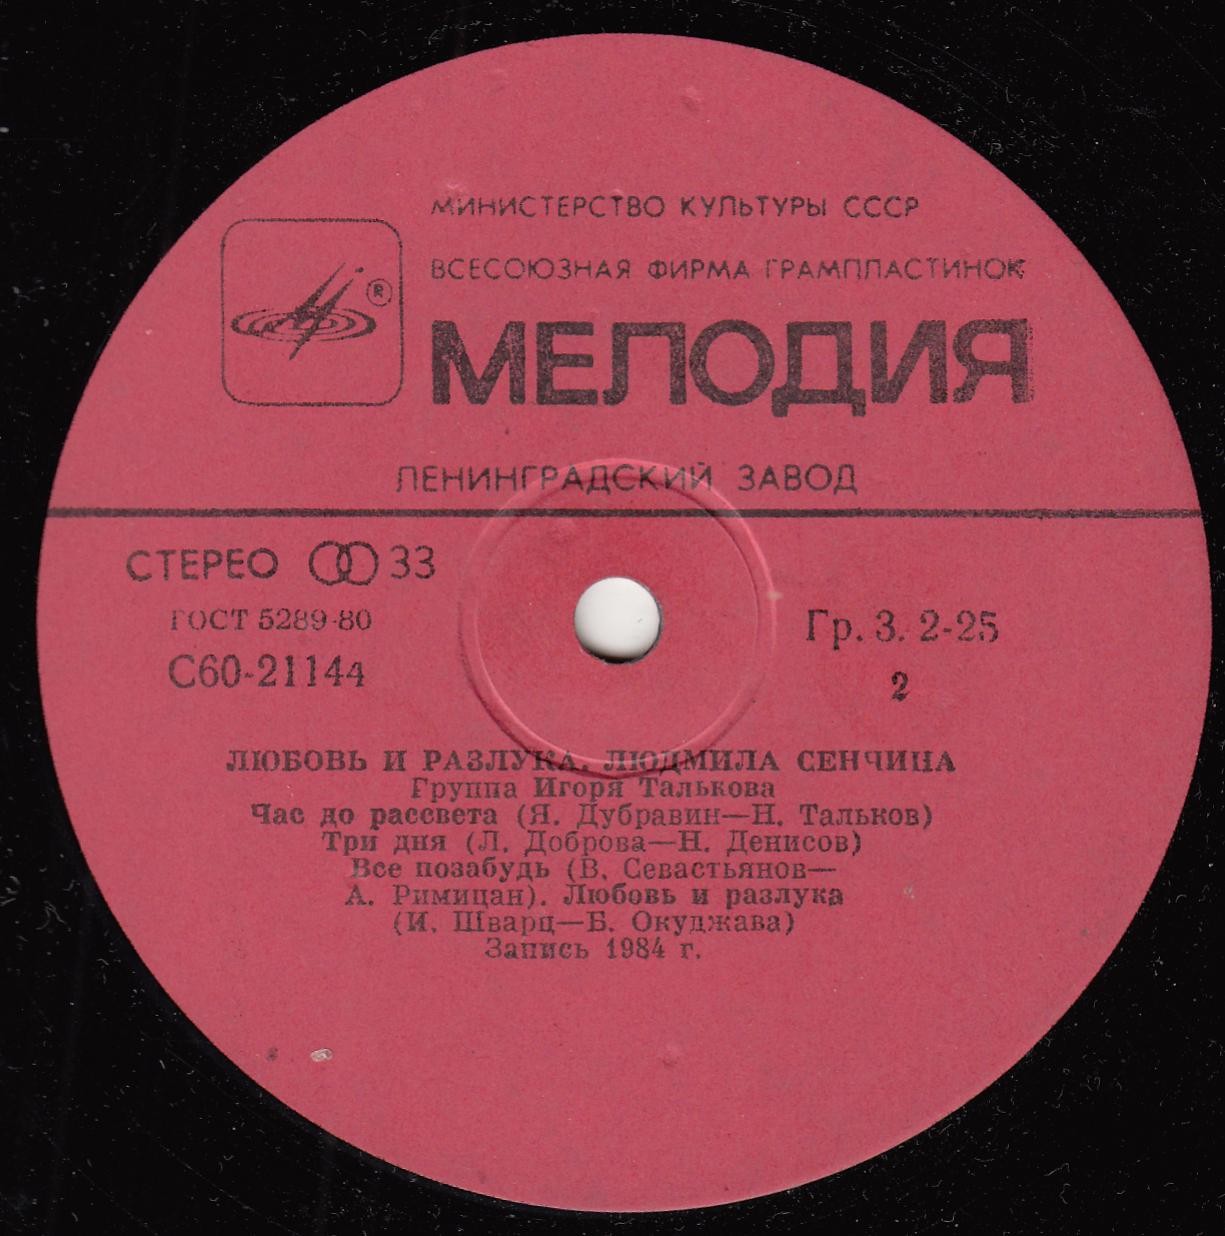 МИНИСТЕРСТВО КУЛЬТУРЫ СССР
ВСЕСОЮЗНАЯ ФИРМА ГРАМПЛАСТИНОК
®
МЕЛОДИЯ
ЛЕНИНГРАДСКИЙ ЗАВОД
СТЕРЕО 33
ГОСТ 5289-80
С60-21144
Гр. 3. 2-25
2
ЛЮБОВЬ И РАЗЛУКА. ЛЮДМИЛА СЕНЧИНА
Группа Игоря Талькова
Час до рассвета (Я. Дубравин—Н. Тальков)
Три дня (Л. Доброва—Н. Денисов)
Все позабудь (В. Севастьянов—
А. Римицан). Любовь и разлука
(И. Шварц—Б. Окуджава)
Запись 1984 г.